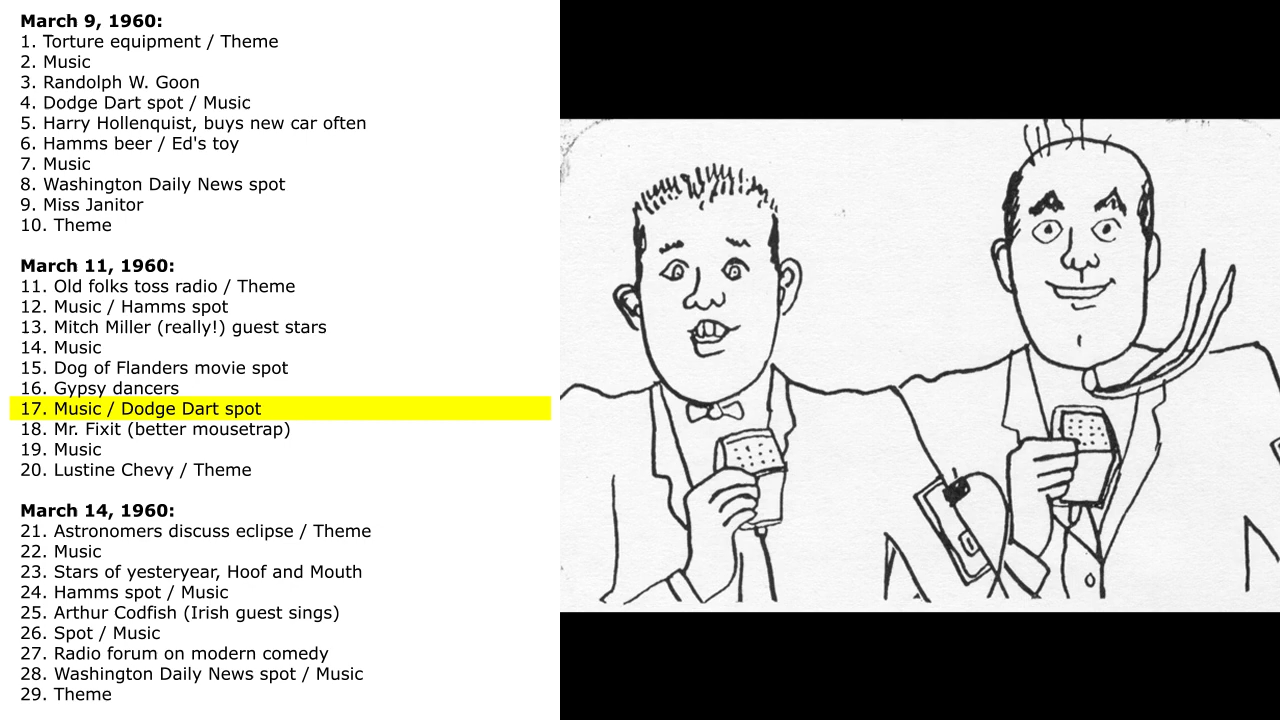 March 9, 1960:
1. Torture equipment / Theme
2. Music
3. Randolph W. Goon
4. Dodge Dart spot / Music
5. Harry Hollenquist, buys new car often
6. Hamms beer / Ed's toy
7. Music
8. Washington Daily News spot
9. Miss Janitor
10. Theme
March 11, 1960:
11. Old folks toss radio / Theme
12. Music / Hamms spot
13. Mitch Miller (really!) guest stars
14. Music
15. Dog of Flanders movie spot
16. Gypsy dancers
17. Music / Dodge Dart spot
18. Mr. Fixit (better mousetrap)
19. Music
20. Lustine Chevy / Theme
March 14, 1960:
21. Astronomers discuss eclipse / Theme
22. Music
23. Stars of yesteryear, Hoof and Mouth
24. Hamms spot / Music
25. Arthur Codfish (Irish guest sings)
26. Spot / Music
27. Radio forum on modern comedy
28. Washington Daily News spot / Music
29. Theme